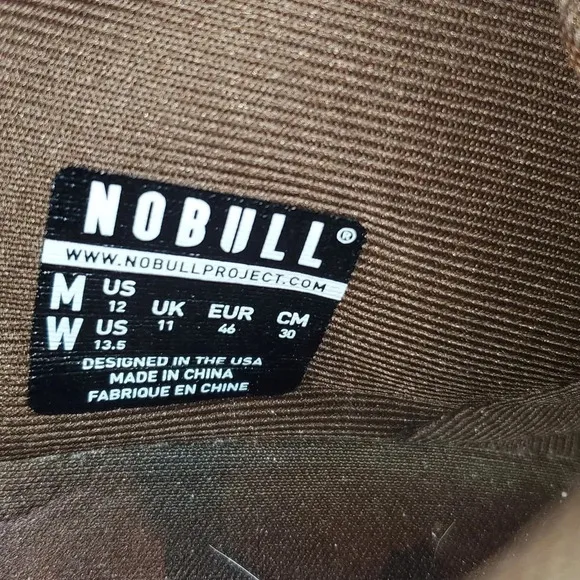 NOBULL®
WWW.NOBULLPROJECT.COM
M US 12 UK 11 EUR 46 CM 30
W US 13.5
DESIGNED IN THE USA
MADE IN CHINA
FABRIQUE EN CHINE